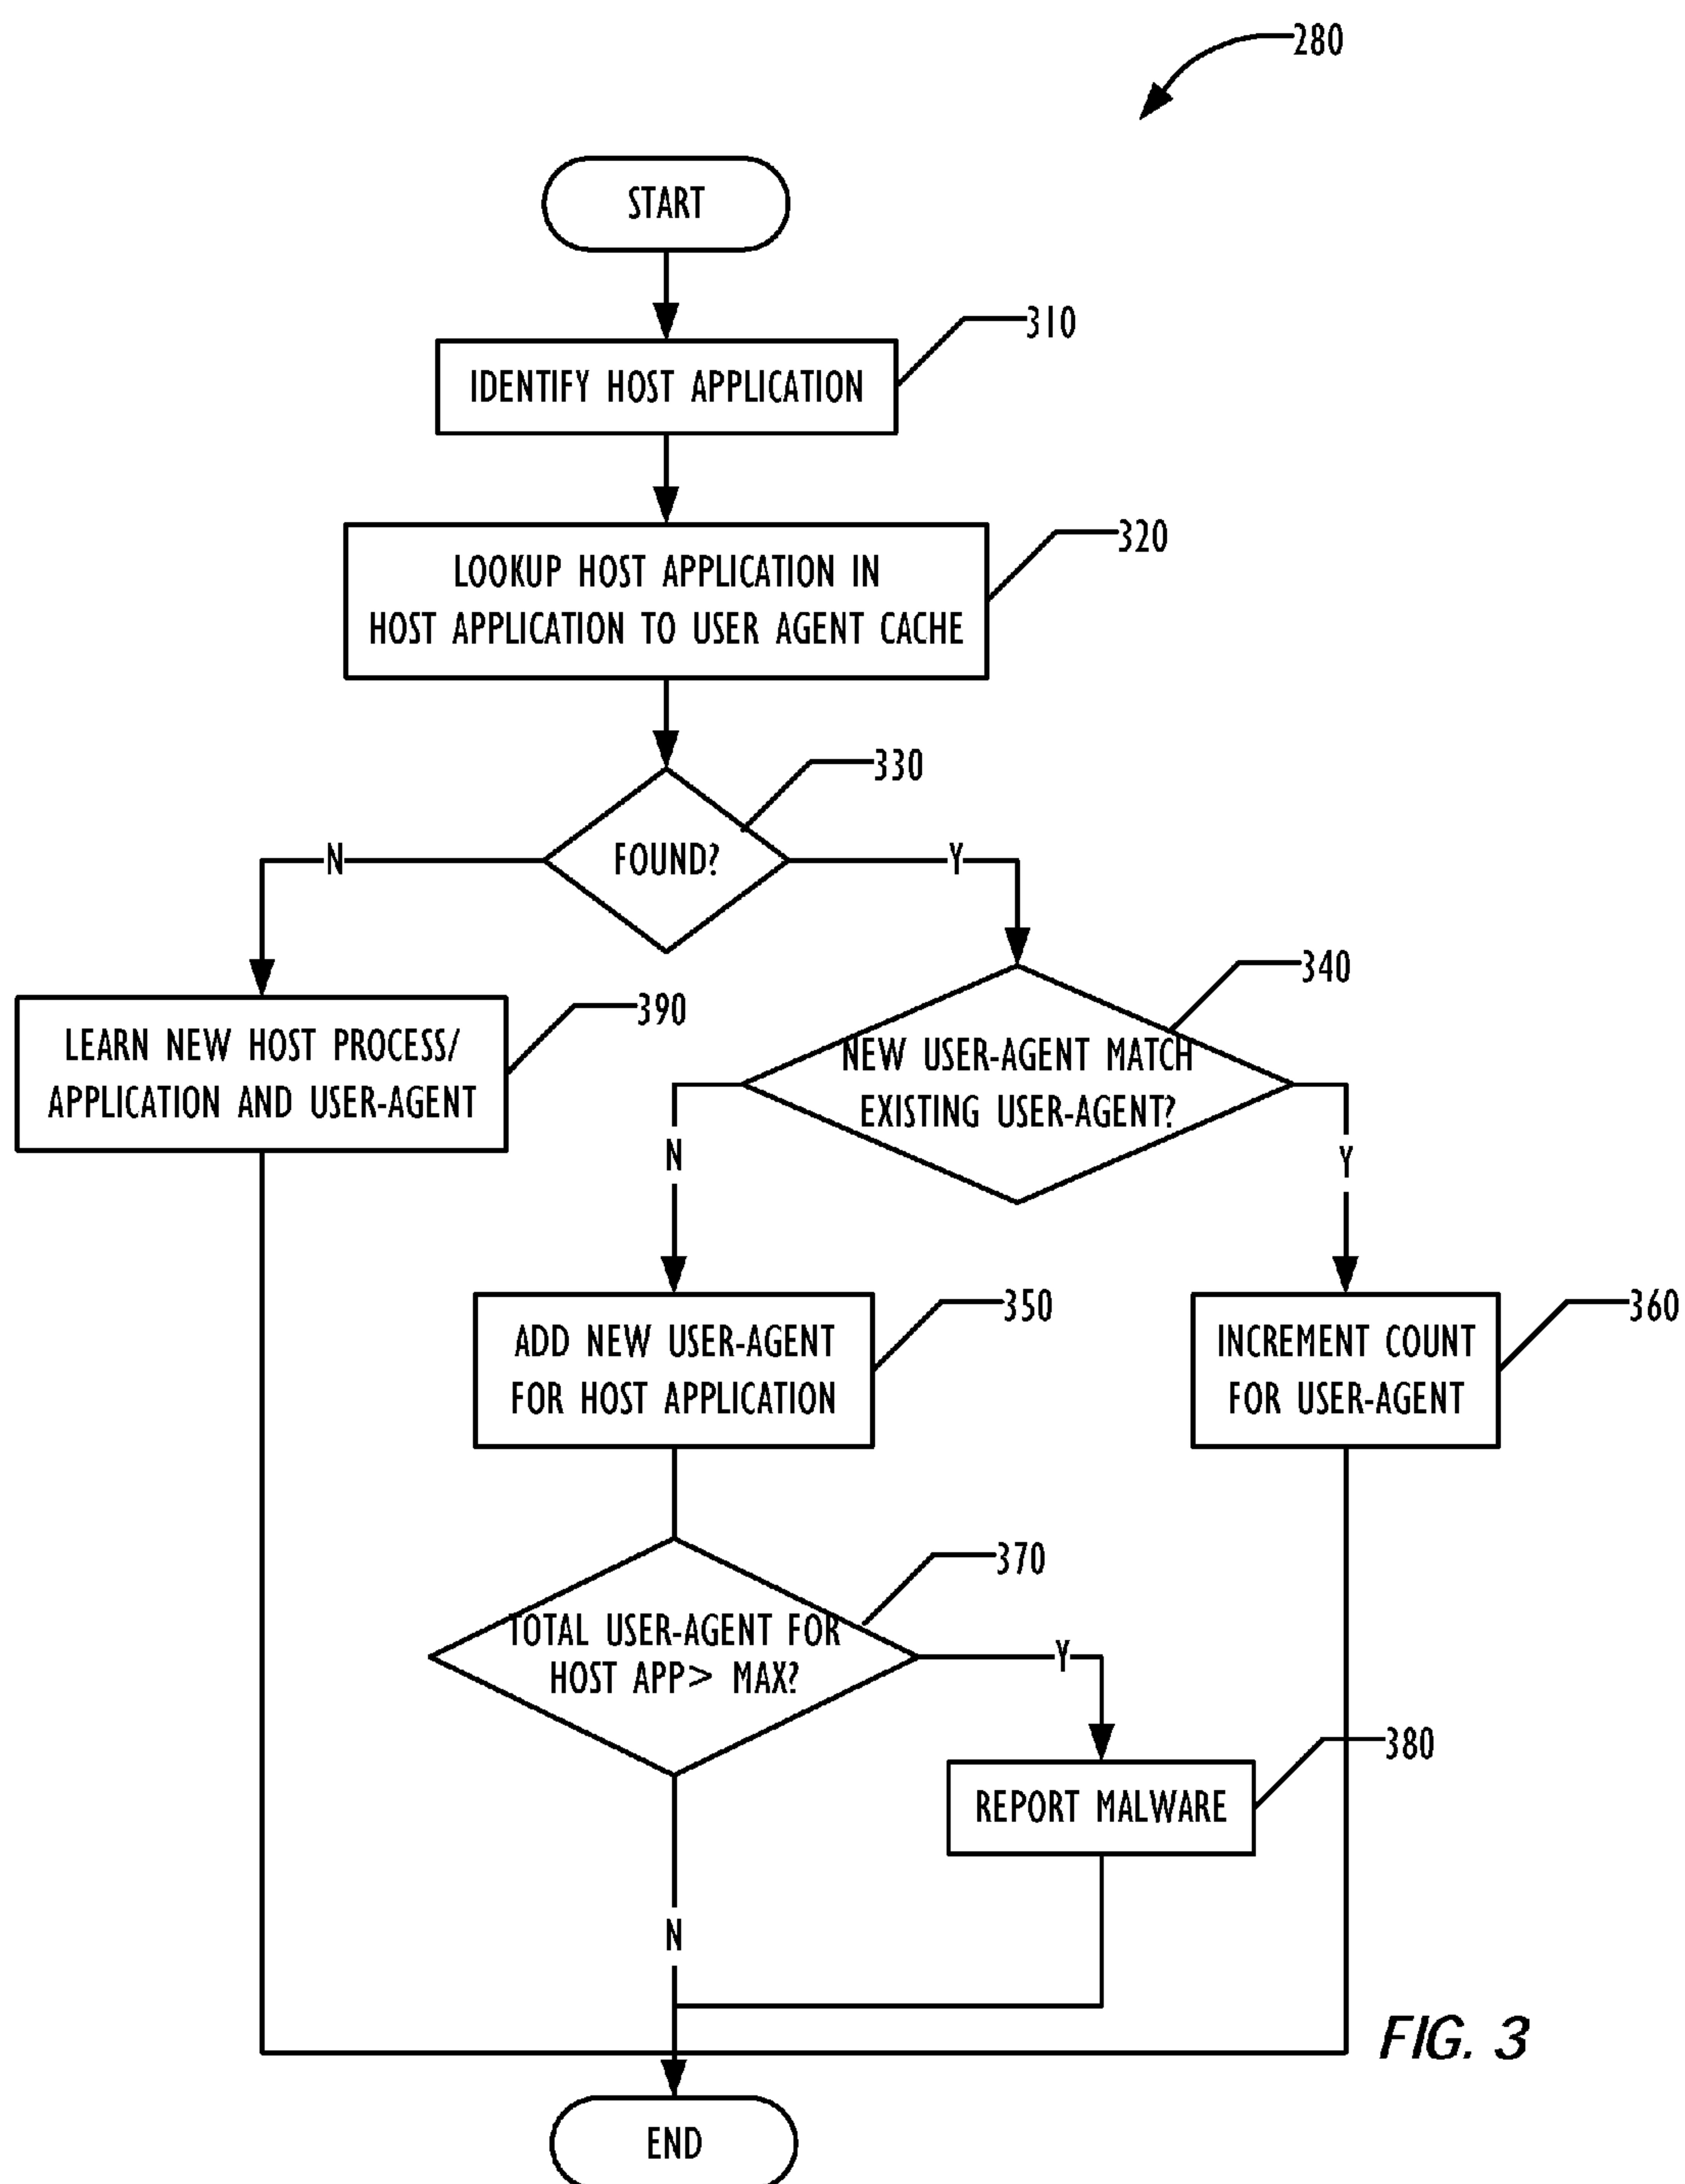 280
START
310
IDENTIFY HOST APPLICATION
320
LOOKUP HOST APPLICATION IN
HOST APPLICATION TO USER AGENT CACHE
330
FOUND?
N
Y
340
390
LEARN NEW HOST PROCESS/
APPLICATION AND USER-AGENT
NEW USER-AGENT MATCH
EXISTING USER-AGENT?
N
Y
350
360
ADD NEW USER-AGENT
FOR HOST APPLICATION
INCREMENT COUNT
FOR USER-AGENT
370
TOTAL USER-AGENT FOR
HOST APP> MAX?
Y
380
REPORT MALWARE
N
FIG. 3
END